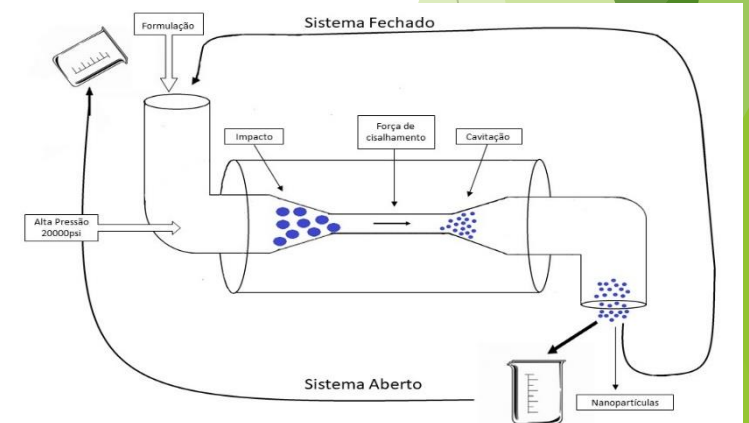 Sistema Fechado
Formulação
Impacto
Força de
cisalhamento
Cavitação
Alta Pressão
20000psi
Sistema Aberto
Nanopartículas